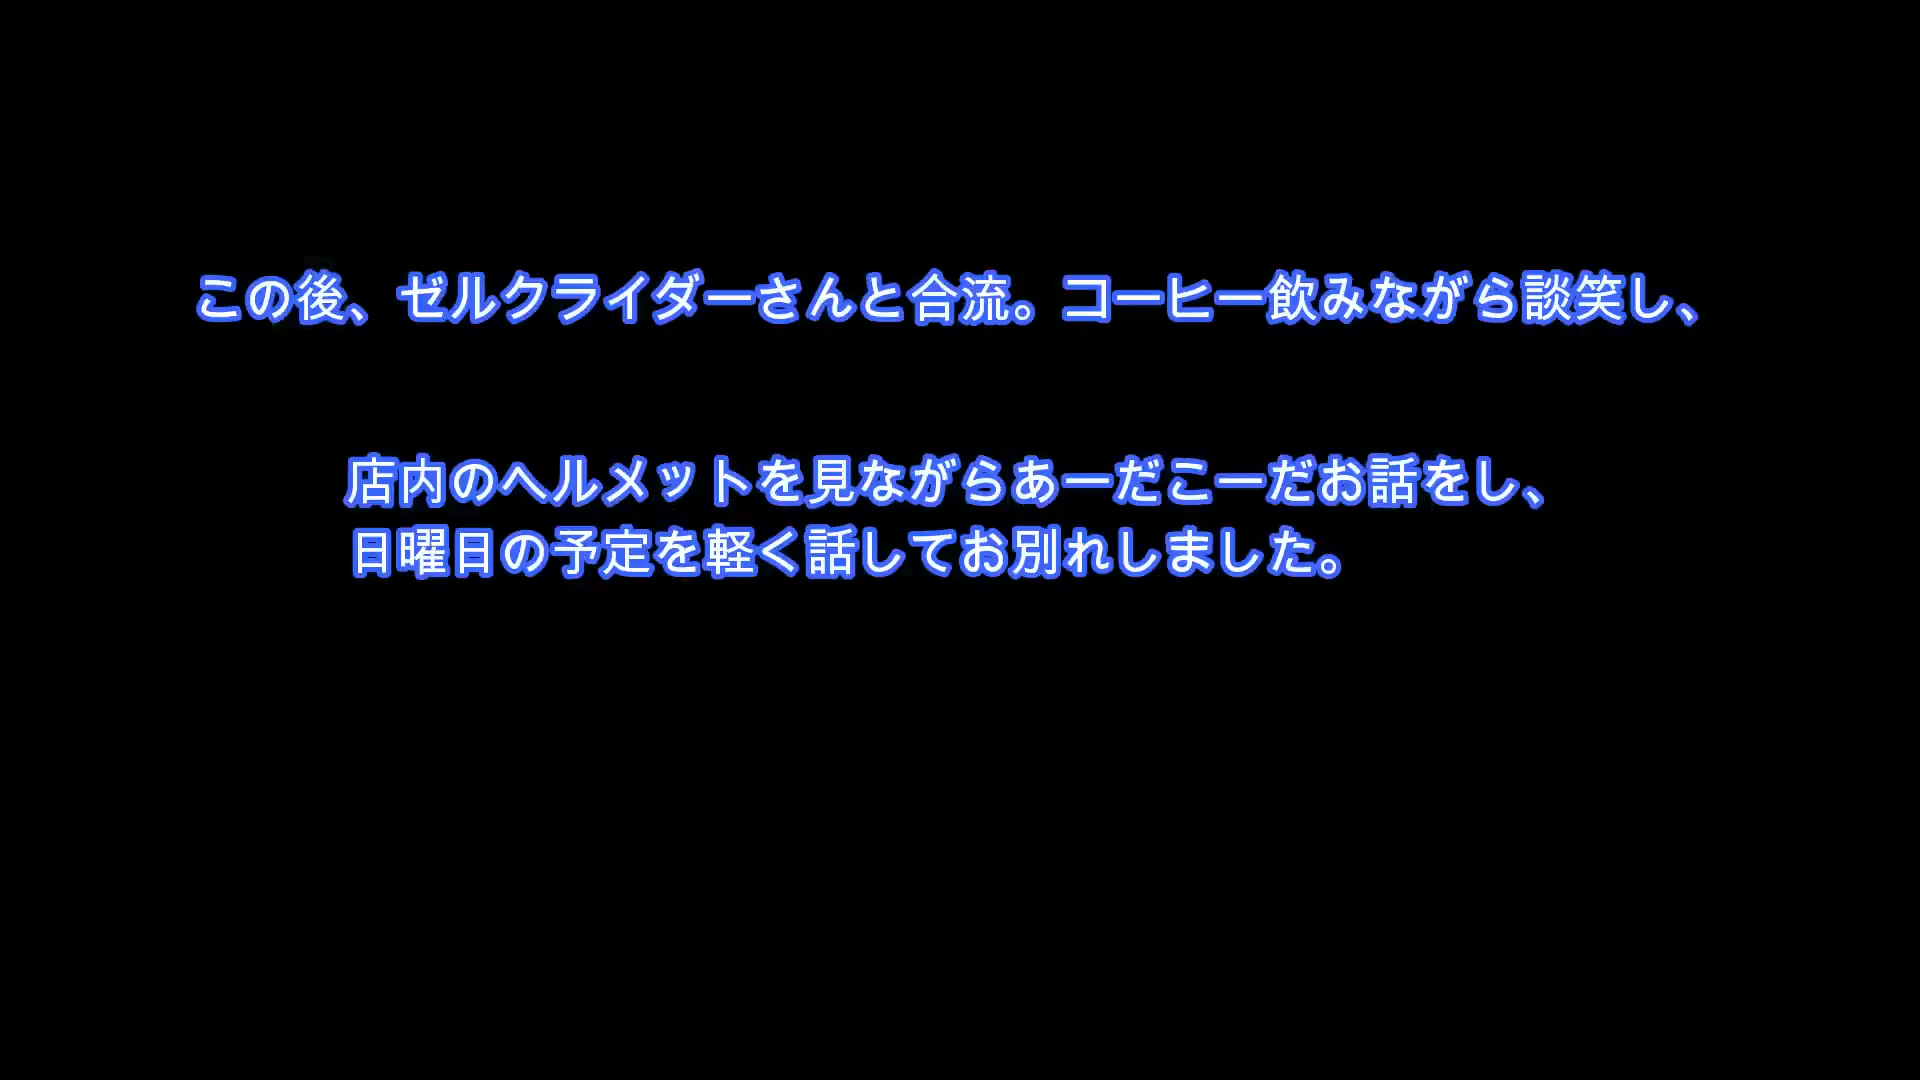 この後、ゼルクライダーさんと合流。コーヒー飲みながら談笑し、
店内のヘルメットを見ながらあーだこーだお話をし、
日曜日の予定を軽く話してお別れしました。